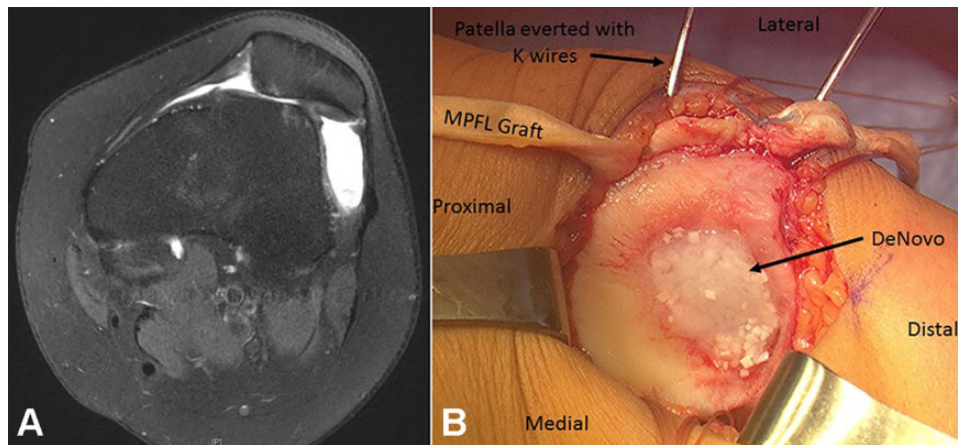 Patella everted with
K wires
Lateral
MPFL Graft
Proximal
DeNovo
Distal
Medial
A
B
[P]